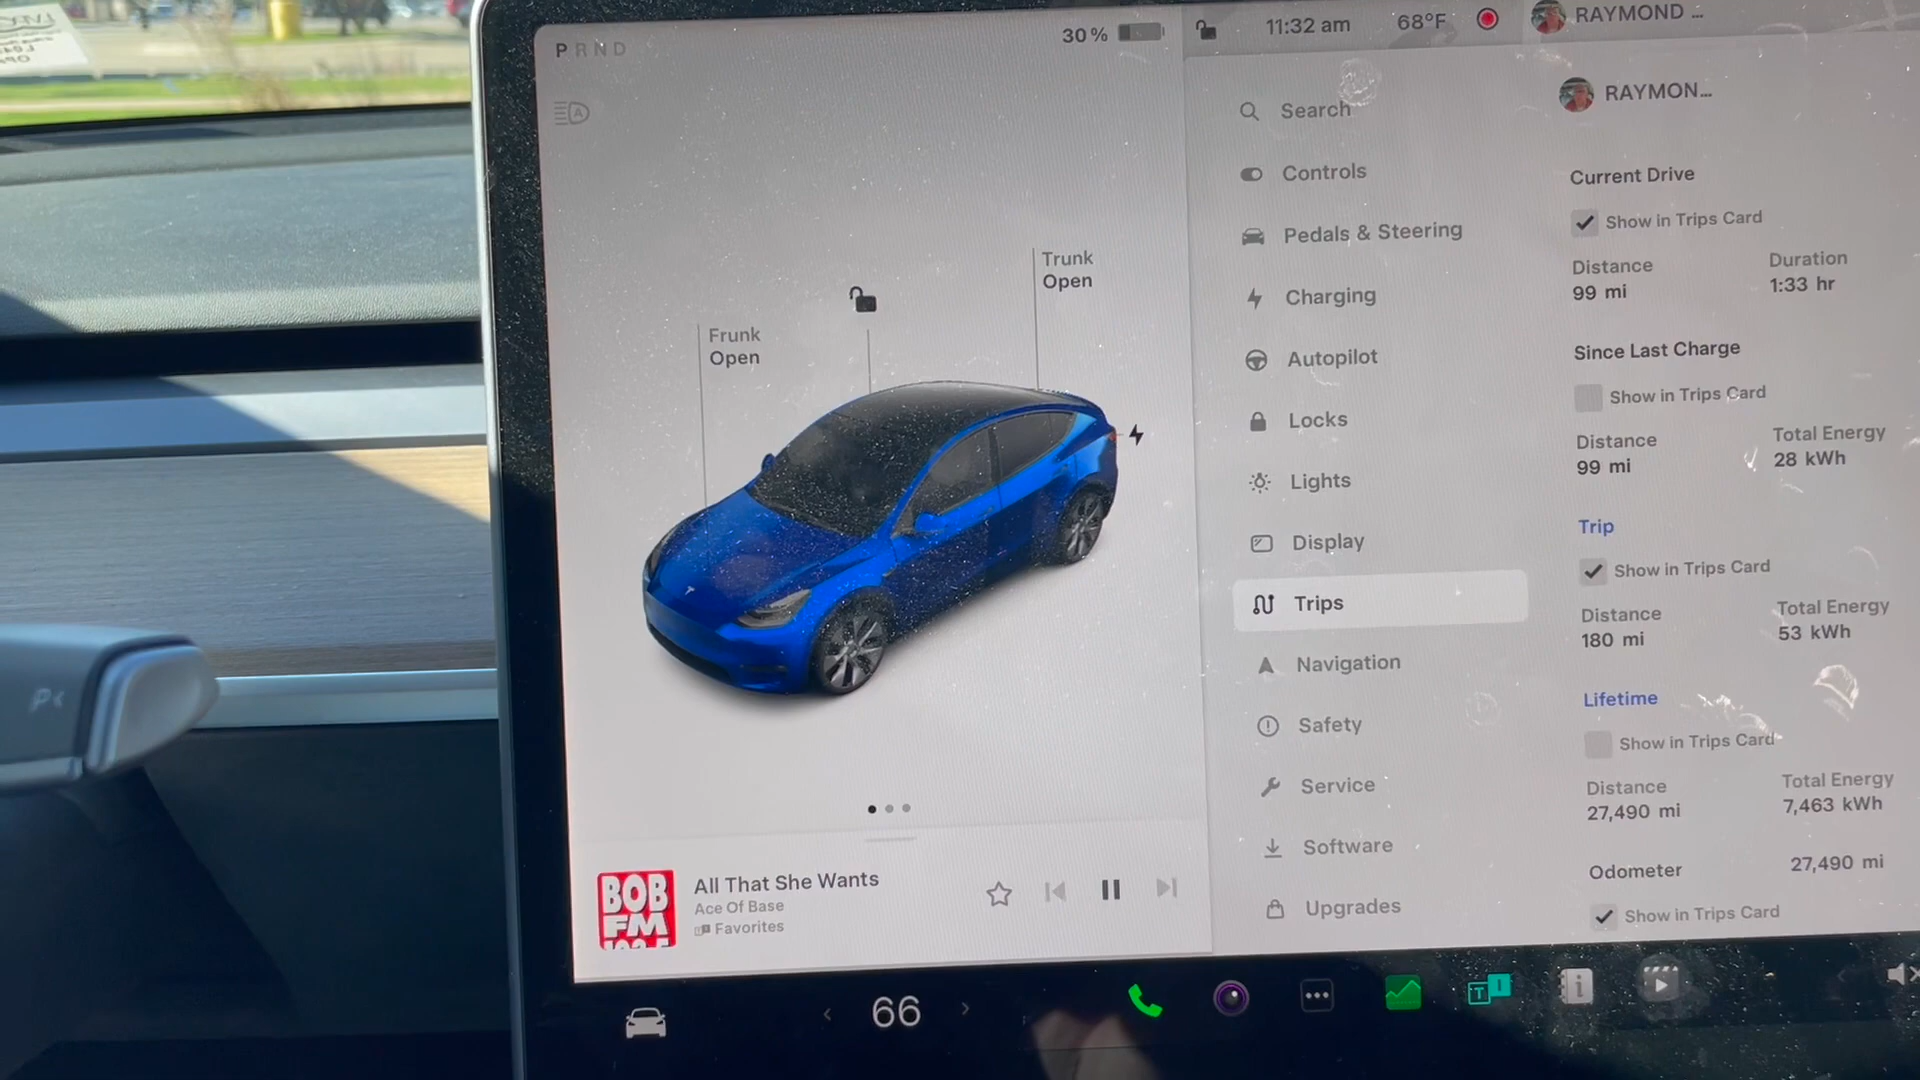 P R N D
30 %
11:32 am
68°F
RAYMOND ...
Frunk
Open
Trunk
Open
Search
Controls
Pedals & Steering
Charging
Autopilot
Locks
Lights
Display
Trips
Navigation
Safety
Service
Software
Upgrades
RAYMON...
Current Drive
Show in Trips Card
Distance
99 mi
Duration
1:33 hr
Since Last Charge
Show in Trips Card
Distance
99 mi
Total Energy
28 kWh
Trip
Show in Trips Card
Distance
180 mi
Total Energy
53 kWh
Lifetime
Show in Trips Card
Distance
27,490 mi
Total Energy
7,463 kWh
Odometer
27,490 mi
Show in Trips Card
BOB
FM
All That She Wants
Ace Of Base
Favorites
66